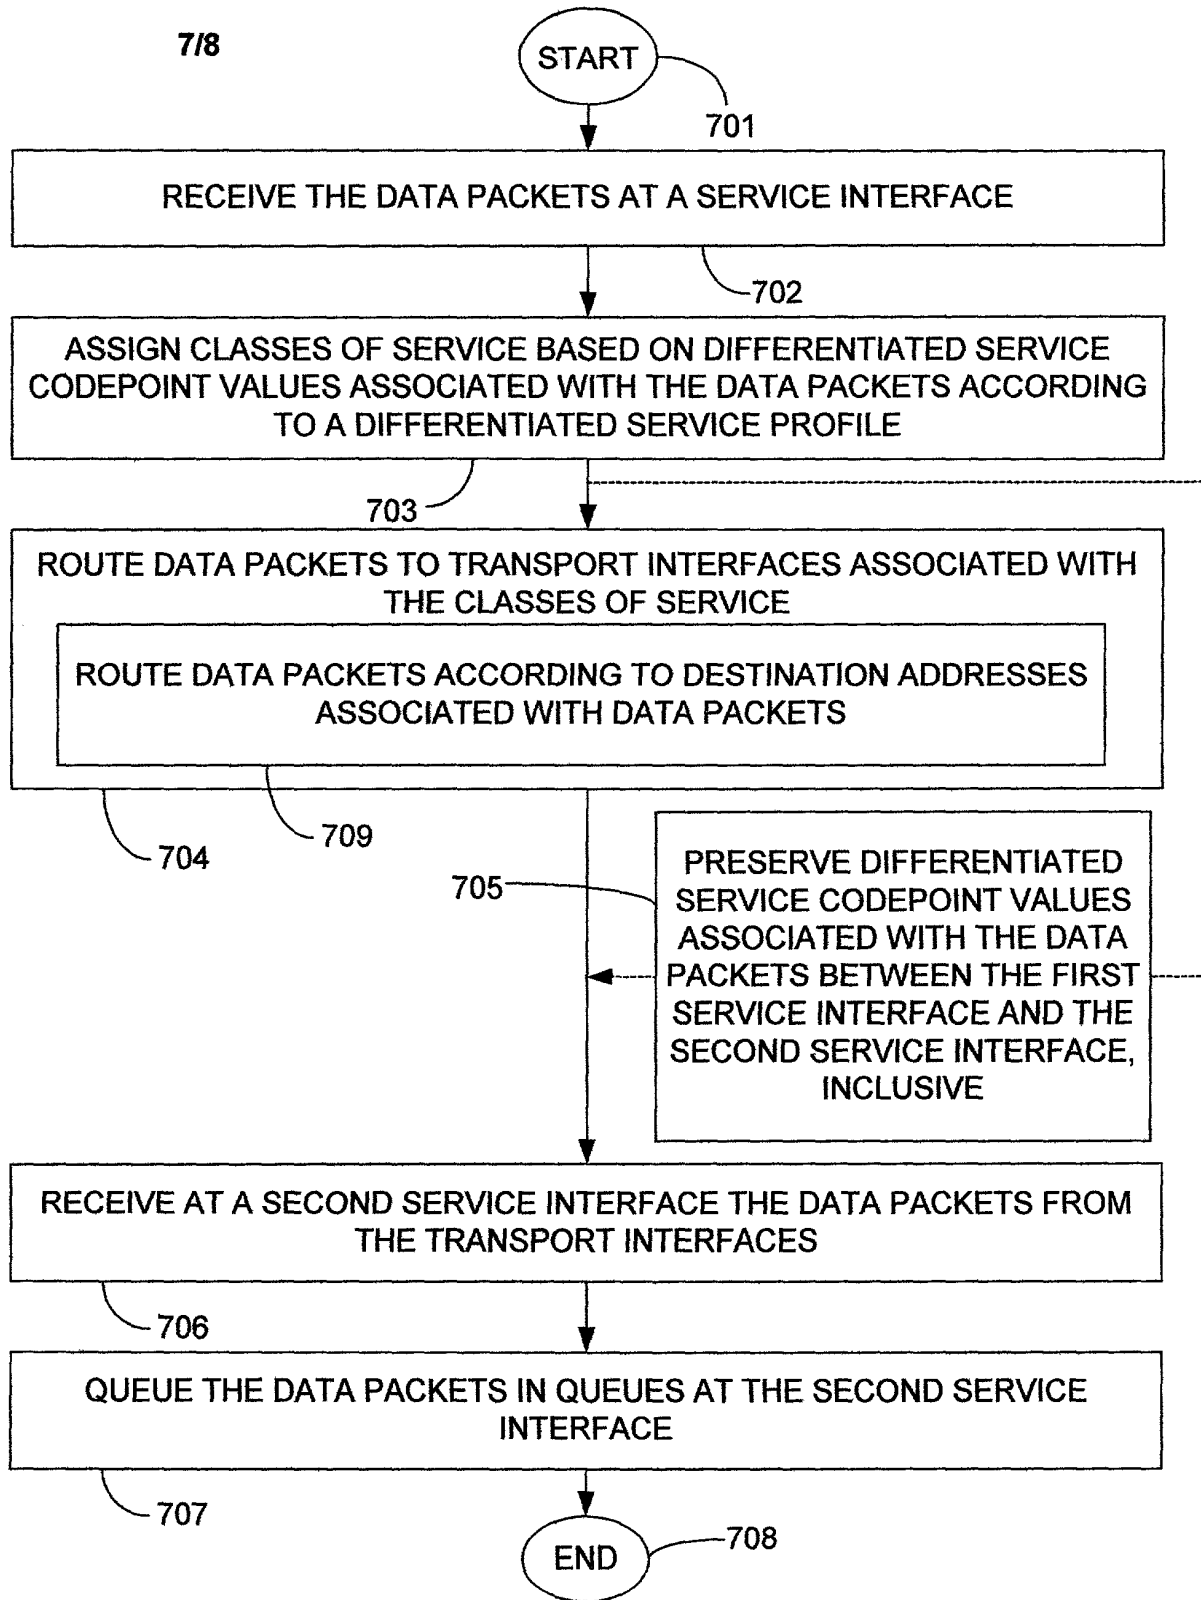 7/8
START
701
RECEIVE THE DATA PACKETS AT A SERVICE INTERFACE
702
ASSIGN CLASSES OF SERVICE BASED ON DIFFERENTIATED SERVICE
CODEPOINT VALUES ASSOCIATED WITH THE DATA PACKETS ACCORDING
TO A DIFFERENTIATED SERVICE PROFILE
703
ROUTE DATA PACKETS TO TRANSPORT INTERFACES ASSOCIATED WITH
THE CLASSES OF SERVICE
ROUTE DATA PACKETS ACCORDING TO DESTINATION ADDRESSES
ASSOCIATED WITH DATA PACKETS
709
704
705
PRESERVE DIFFERENTIATED
SERVICE CODEPOINT VALUES
ASSOCIATED WITH THE DATA
PACKETS BETWEEN THE FIRST
SERVICE INTERFACE AND THE
SECOND SERVICE INTERFACE,
INCLUSIVE
RECEIVE AT A SECOND SERVICE INTERFACE THE DATA PACKETS FROM
THE TRANSPORT INTERFACES
706
QUEUE THE DATA PACKETS IN QUEUES AT THE SECOND SERVICE
INTERFACE
707
END
708